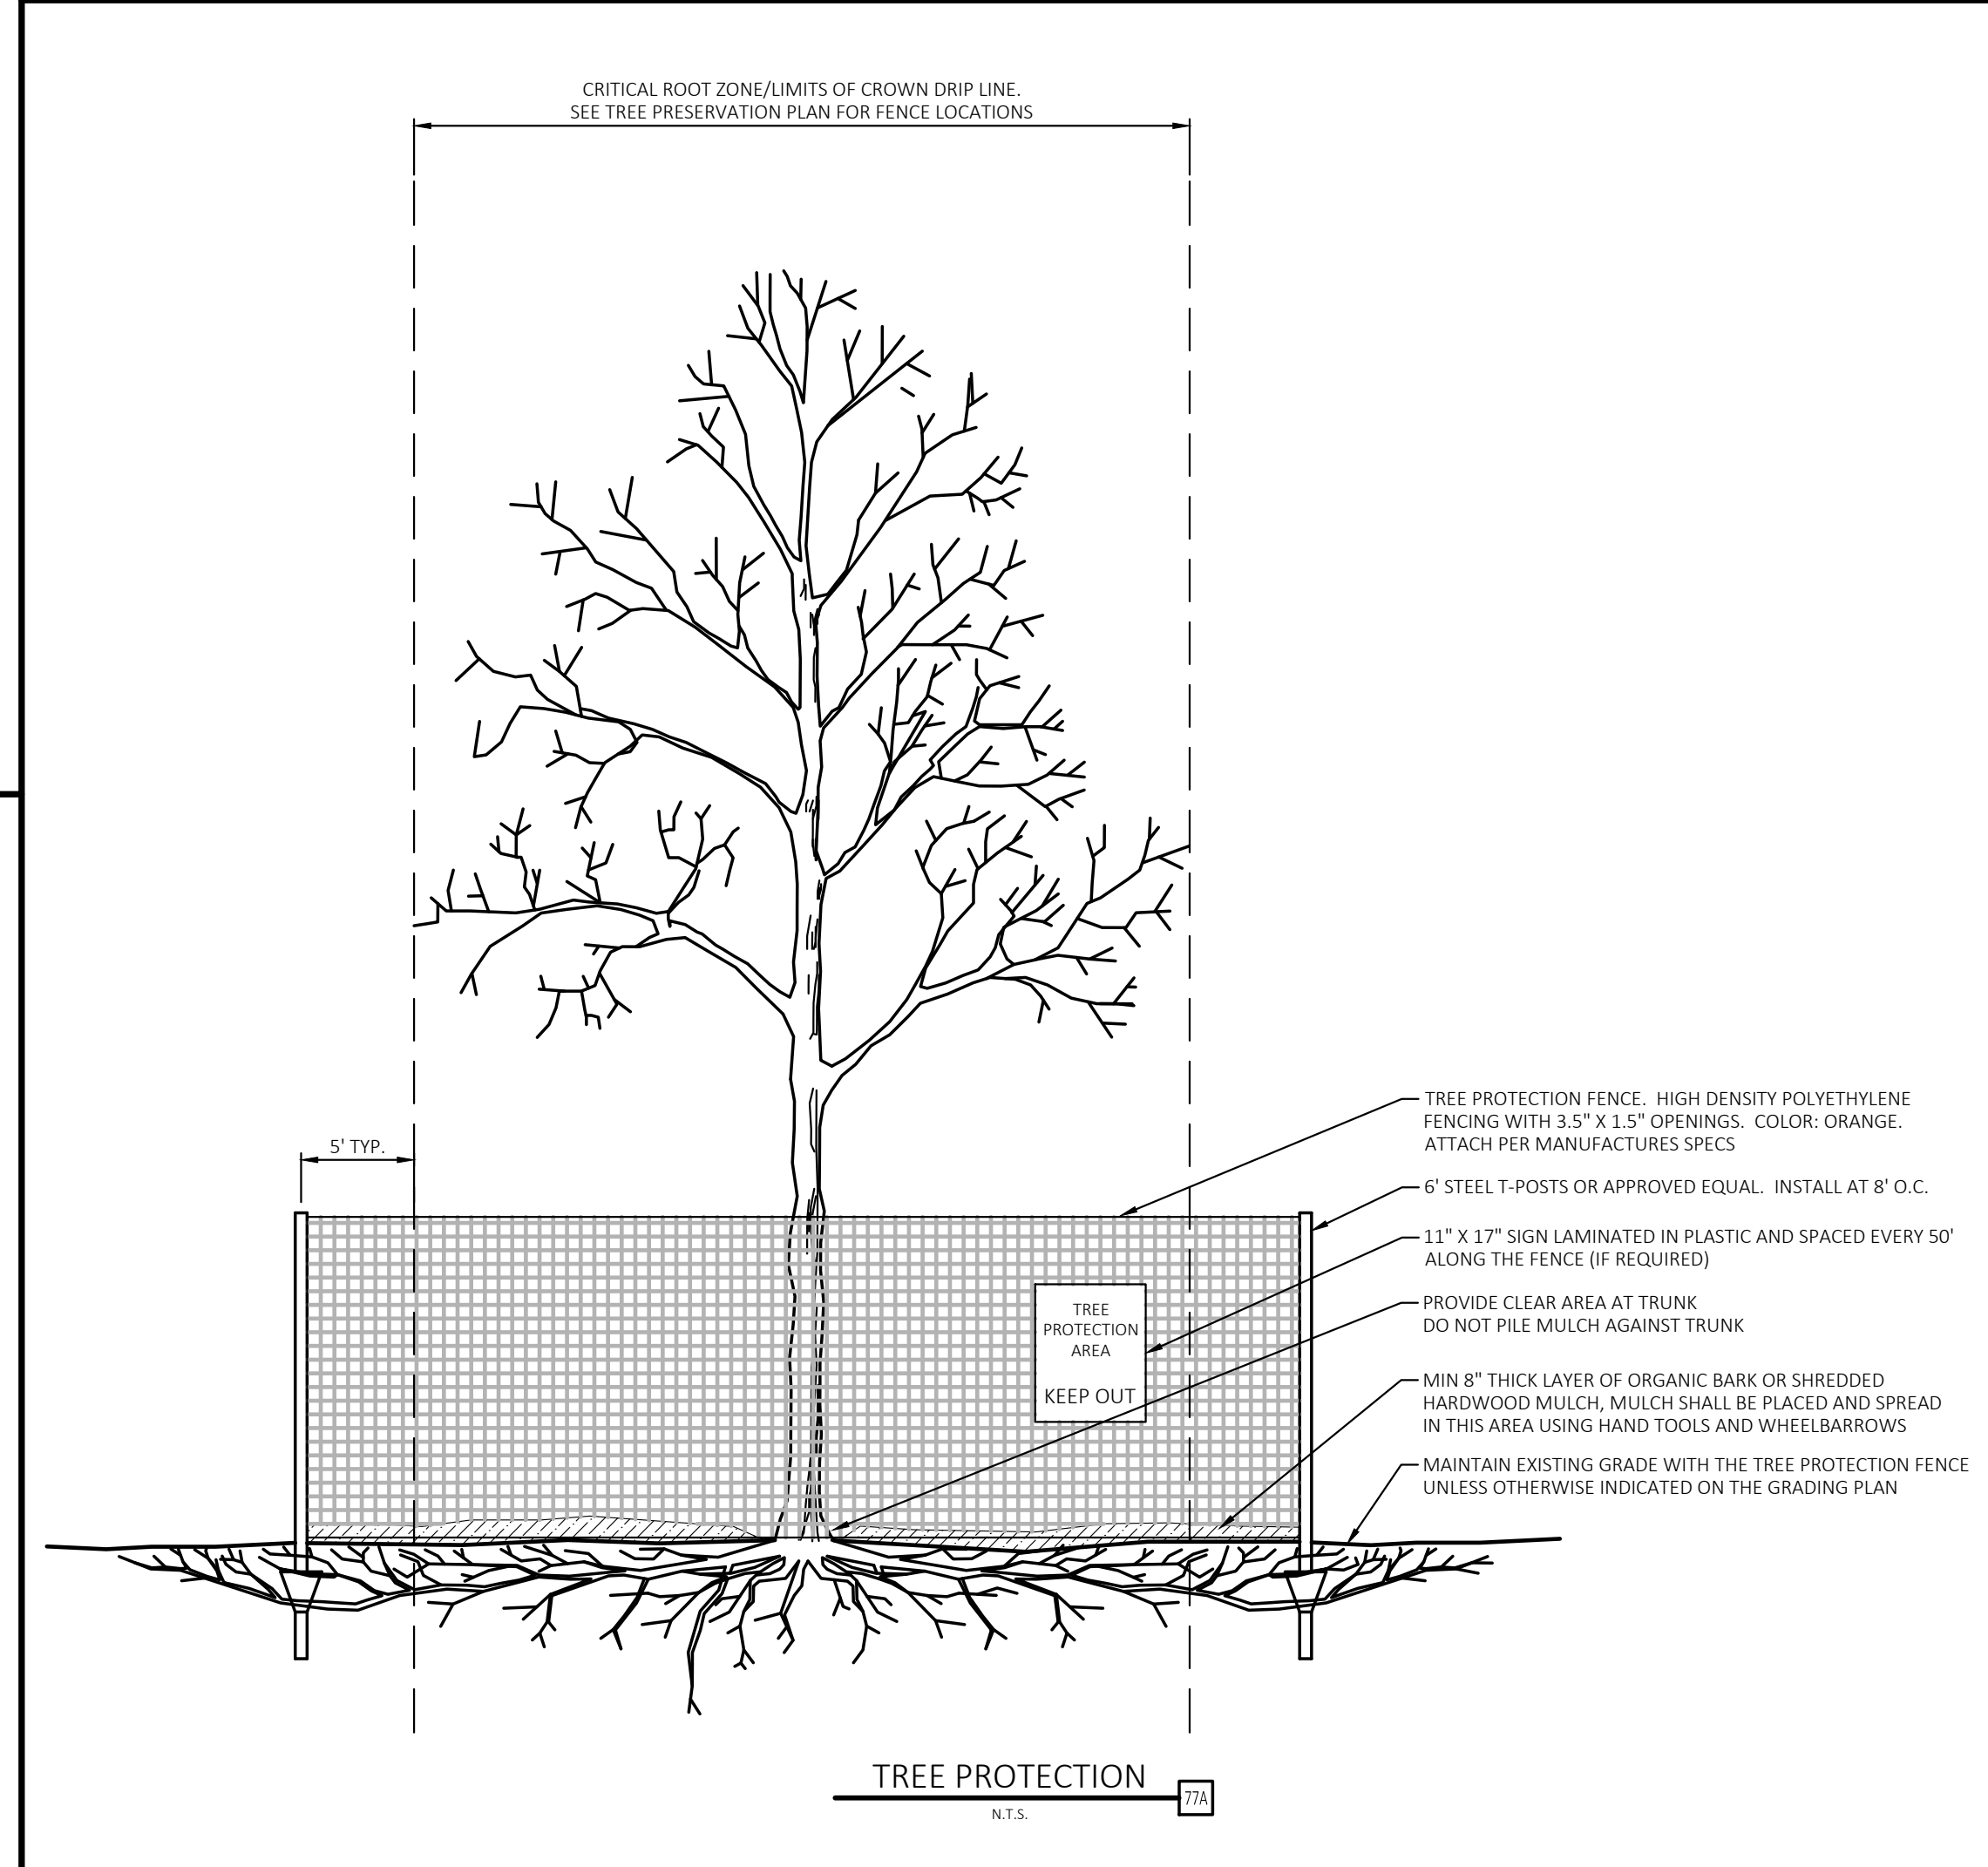 CRITICAL ROOT ZONE/LIMITS OF CROWN DRIP LINE.
SEE TREE PRESERVATION PLAN FOR FENCE LOCATIONS
5' TYP.
TREE PROTECTION FENCE.  HIGH DENSITY POLYETHYLENE
FENCING WITH 3.5" X 1.5" OPENINGS.  COLOR: ORANGE.
ATTACH PER MANUFACTURES SPECS
6' STEEL T-POSTS OR APPROVED EQUAL.  INSTALL AT 8' O.C.
11" X 17" SIGN LAMINATED IN PLASTIC AND SPACED EVERY 50'
ALONG THE FENCE (IF REQUIRED)
TREE
PROTECTION
AREA
KEEP OUT
PROVIDE CLEAR AREA AT TRUNK
DO NOT PILE MULCH AGAINST TRUNK
MIN 8" THICK LAYER OF ORGANIC BARK OR SHREDDED
HARDWOOD MULCH, MULCH SHALL BE PLACED AND SPREAD
IN THIS AREA USING HAND TOOLS AND WHEELBARROWS
MAINTAIN EXISTING GRADE WITH THE TREE PROTECTION FENCE
UNLESS OTHERWISE INDICATED ON THE GRADING PLAN
TREE PROTECTION
77A
N.T.S.